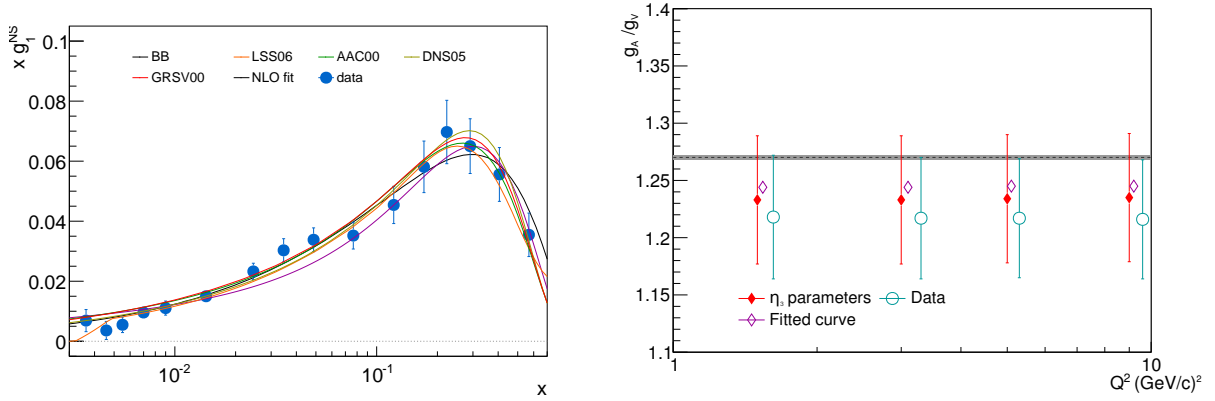 x g₁ᴺˢ
0.1
0.08
0.06
0.04
0.02
0
BB LSS06 AAC00 DNS05
GRSV00 NLO fit data
10⁻² 10⁻¹
x
g_A/g_V
1.4
1.35
1.3
1.25
1.2
1.15
1.1
η₃ parameters Data
Fitted curve
1 10
Q² (GeV/c)²